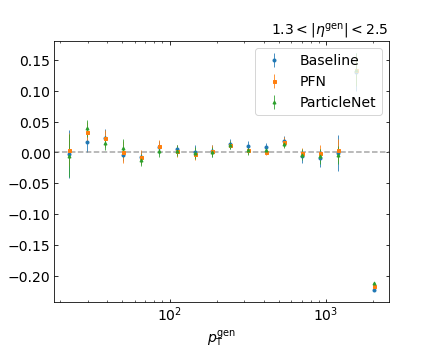 1.3 < |η^gen| < 2.5
0.15
0.10
0.05
0.00
−0.05
−0.10
−0.15
−0.20
Baseline
PFN
ParticleNet
10^2
10^3
p_T^gen